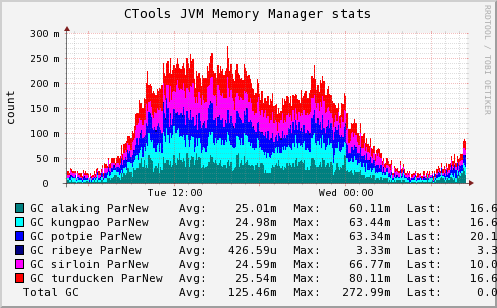 CTools JVM Memory Manager stats
RRDTOOL / TOBI OETIKER
count
300 m
250 m
200 m
150 m
100 m
50 m
0
Tue 12:00 Wed 00:00
GC alaking ParNew Avg: 25.01m Max: 60.11m Last: 16.6
GC kungpao ParNew Avg: 24.98m Max: 63.44m Last: 16.6
GC potpie ParNew Avg: 25.29m Max: 63.34m Last: 20.1
GC ribeye ParNew Avg: 426.59u Max: 3.33m Last: 3.3
GC sirloin ParNew Avg: 24.59m Max: 66.77m Last: 10.0
GC turducken ParNew Avg: 25.54m Max: 80.11m Last: 16.6
Total GC Avg: 125.46m Max: 272.99m Last: 0.0